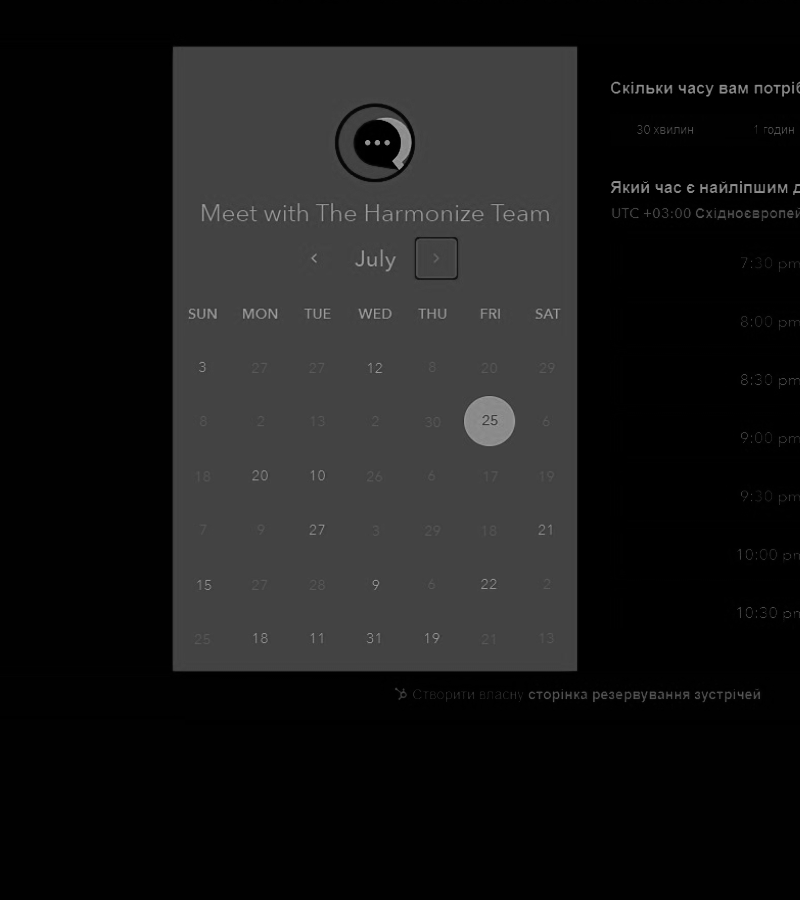 Meet with The Harmonize Team
July
SUN MON TUE WED THU FRI SAT
3 27 27 12 8 20 29
8 2 13 2 30 25 6
18 20 10 26 6 17 19
7 9 27 3 29 18 21
15 27 28 9 6 22 2
25 18 11 31 19 21 13
Скільки часу вам потріб
30 хвилин 1 годин
Який час є найліпшим д
UTC +03:00 Східноєвропей
7:30 pm
8:00 pm
8:30 pm
9:00 pm
9:30 pm
10:00 pm
10:30 pm
Створити власну сторінка резервування зустрічей